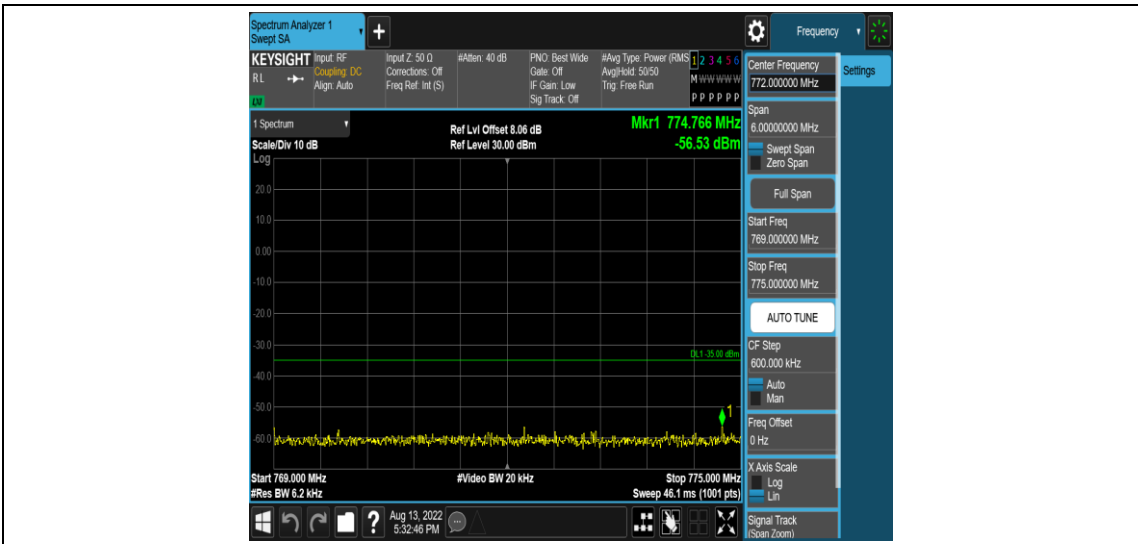 Spectrum Analyzer 1
Swept SA
+
Frequency
KEYSIGHT
RL
LXI
Input: RF
Coupling: DC
Align: Auto
Input Z: 50 Ω
Corrections: Off
Freq Ref: Int (S)
#Atten: 40 dB
PNO: Best Wide
Gate: Off
IF Gain: Low
Sig Track: Off
#Avg Type: Power (RMS
Avg|Hold: 50/50
Trig: Free Run
1 2 3 4 5 6
M W W W W W
P P P P P P
Center Frequency
772.000000 MHz
Settings
1 Spectrum
Scale/Div 10 dB
Log
Ref Lvl Offset 8.06 dB
Ref Level 30.00 dBm
Mkr1 774.766 MHz
-56.53 dBm
20.0
10.0
0.00
-10.0
-20.0
-30.0
DL1 -35.00 dBm
-40.0
-50.0
1
-60.0
Start 769.000 MHz
#Res BW 6.2 kHz
#Video BW 20 kHz
Stop 775.000 MHz
Sweep 46.1 ms (1001 pts)
Span
6.00000000 MHz
Swept Span
Zero Span
Full Span
Start Freq
769.000000 MHz
Stop Freq
775.000000 MHz
AUTO TUNE
CF Step
600.000 kHz
Auto
Man
Freq Offset
0 Hz
X Axis Scale
Log
Lin
Signal Track
(Span Zoom)
?
Aug 13, 2022
5:32:46 PM